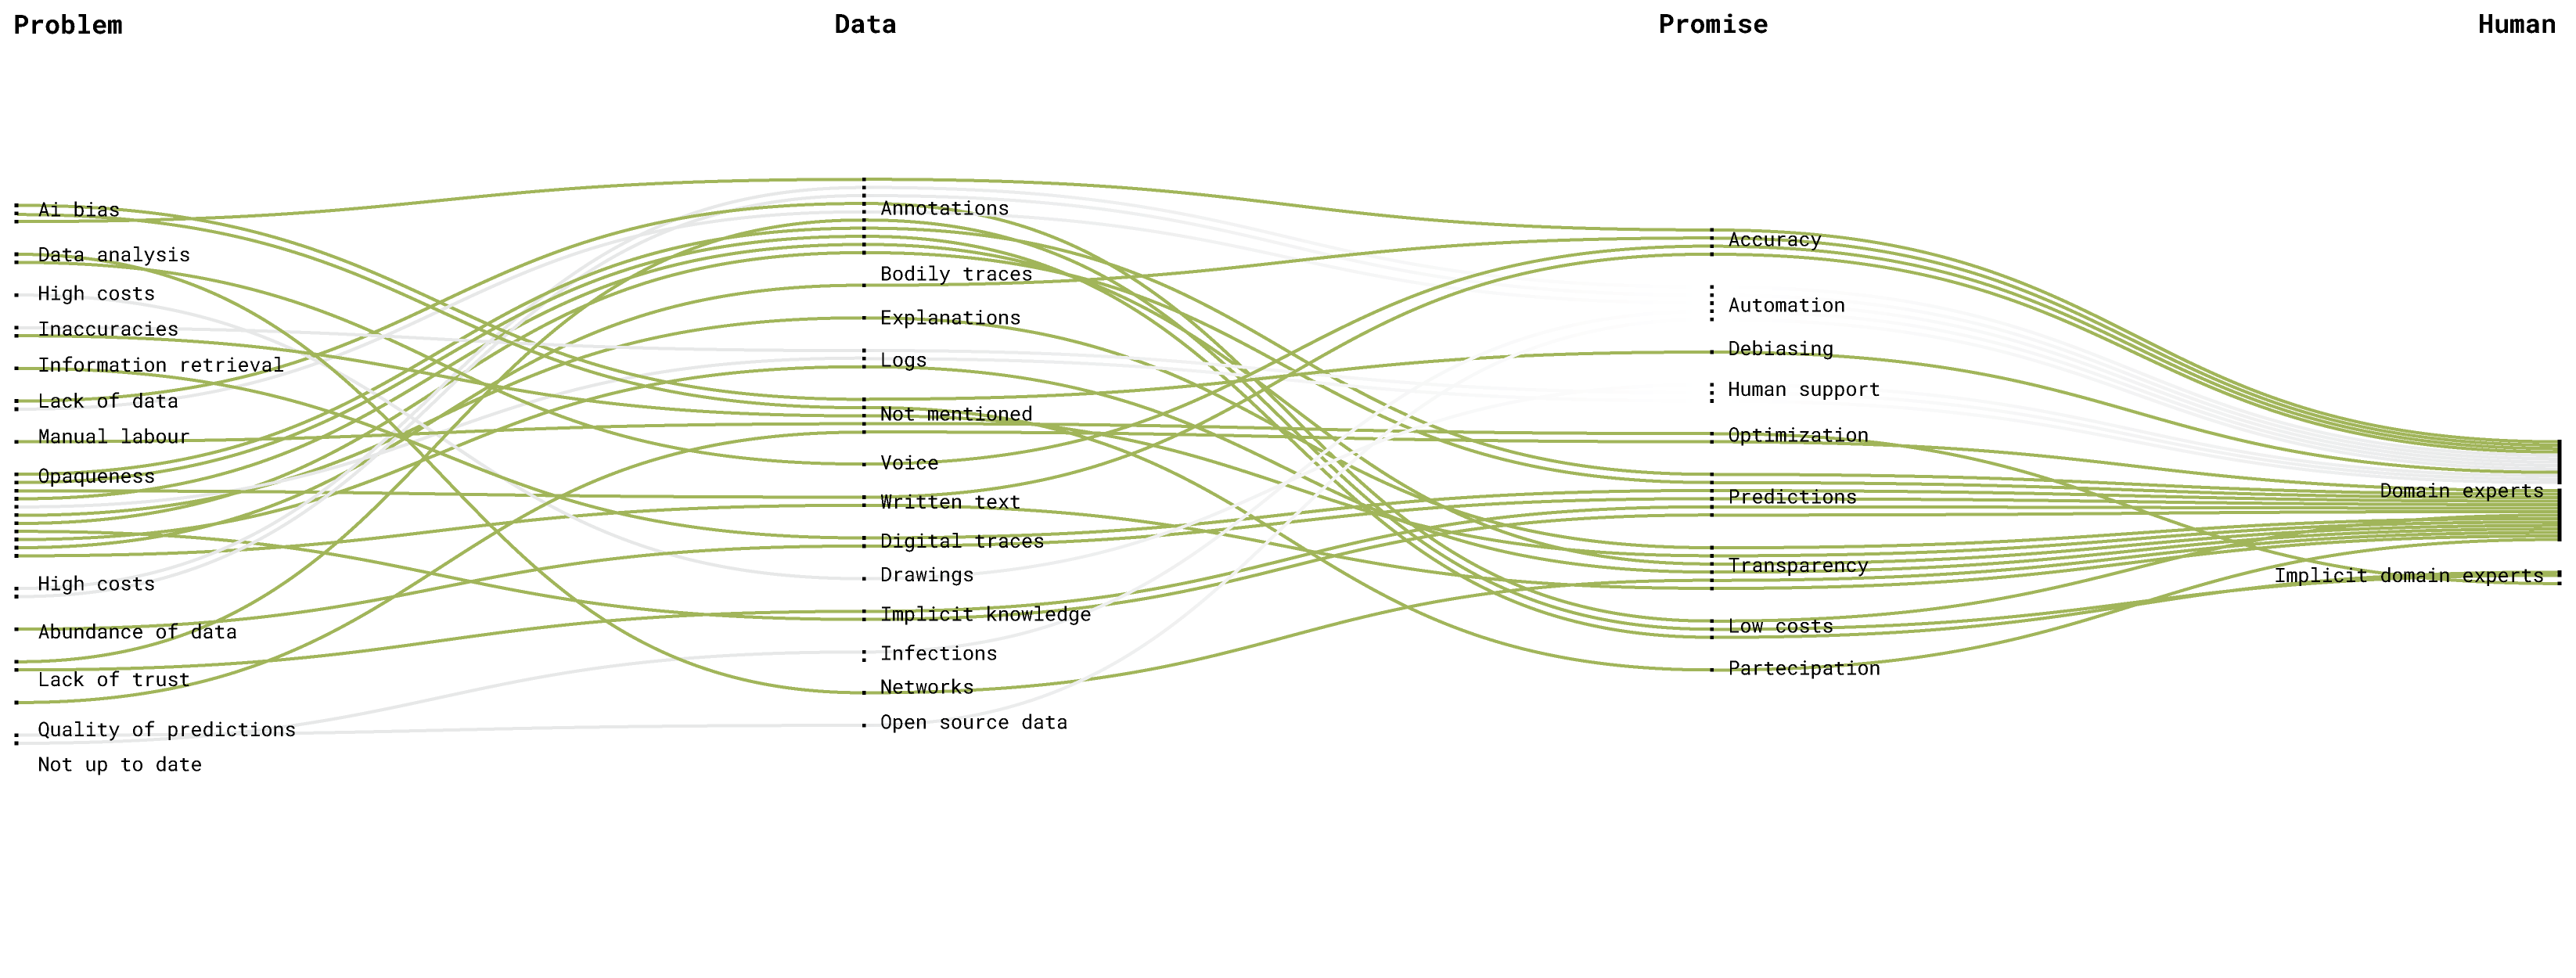 Problem
Data
Promise
Human
Ai bias
Data analysis
High costs
Inaccuracies
Information retrieval
Lack of data
Manual labour
Opaqueness
High costs
Abundance of data
Lack of trust
Quality of predictions
Not up to date
Annotations
Bodily traces
Explanations
Logs
Not mentioned
Voice
Written text
Digital traces
Drawings
Implicit knowledge
Infections
Networks
Open source data
Accuracy
Automation
Debiasing
Human support
Optimization
Predictions
Transparency
Low costs
Partecipation
Domain experts
Implicit domain experts